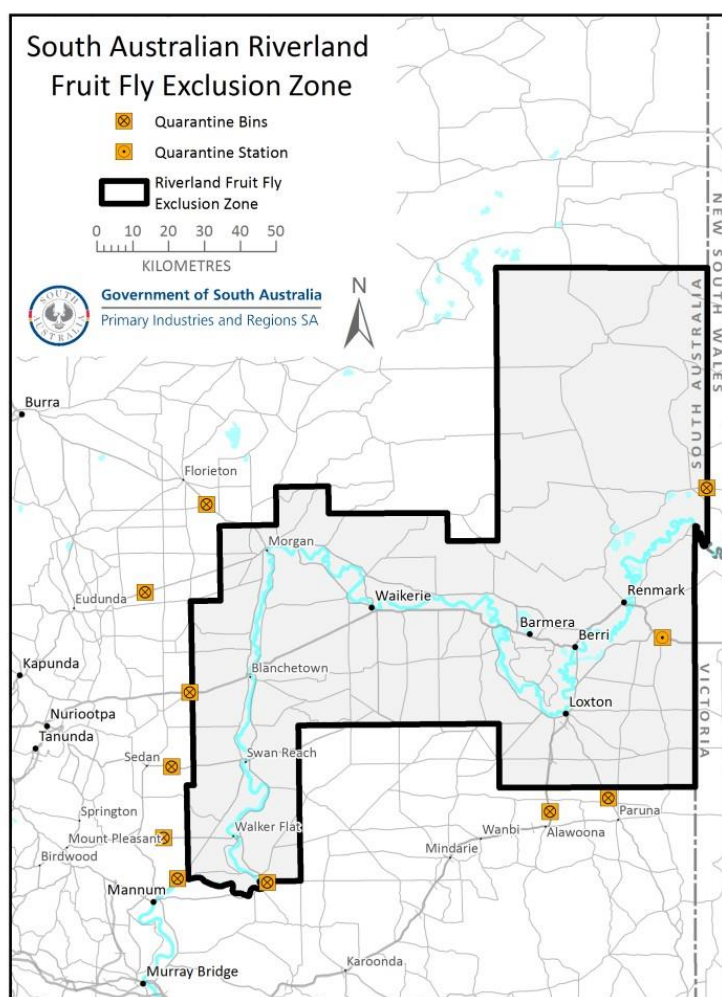 South Australian Riverland
Fruit Fly Exclusion Zone
Quarantine Bins
Quarantine Station
Riverland Fruit Fly
Exclusion Zone
0 10 20 30 40 50
KILOMETRES
SOUTH AUSTRALIA
Government of South Australia
Primary Industries and Regions SA
N
NEW SOUTH WALES
SOUTH AUSTRALIA
Burra
Florieton
Morgan
Eudunda
Waikerie
Renmark
Barmera
Berri
Kapunda
Blanchetown
VICTORIA
Nuriootpa
Loxton
Tanunda
Sedan
Swan Reach
Springton
Paruna
Mount Pleasant
Walker Flat
Wanbi
Alawoona
Birdwood
Mindarie
Mannum
Karoonda
Murray Bridge